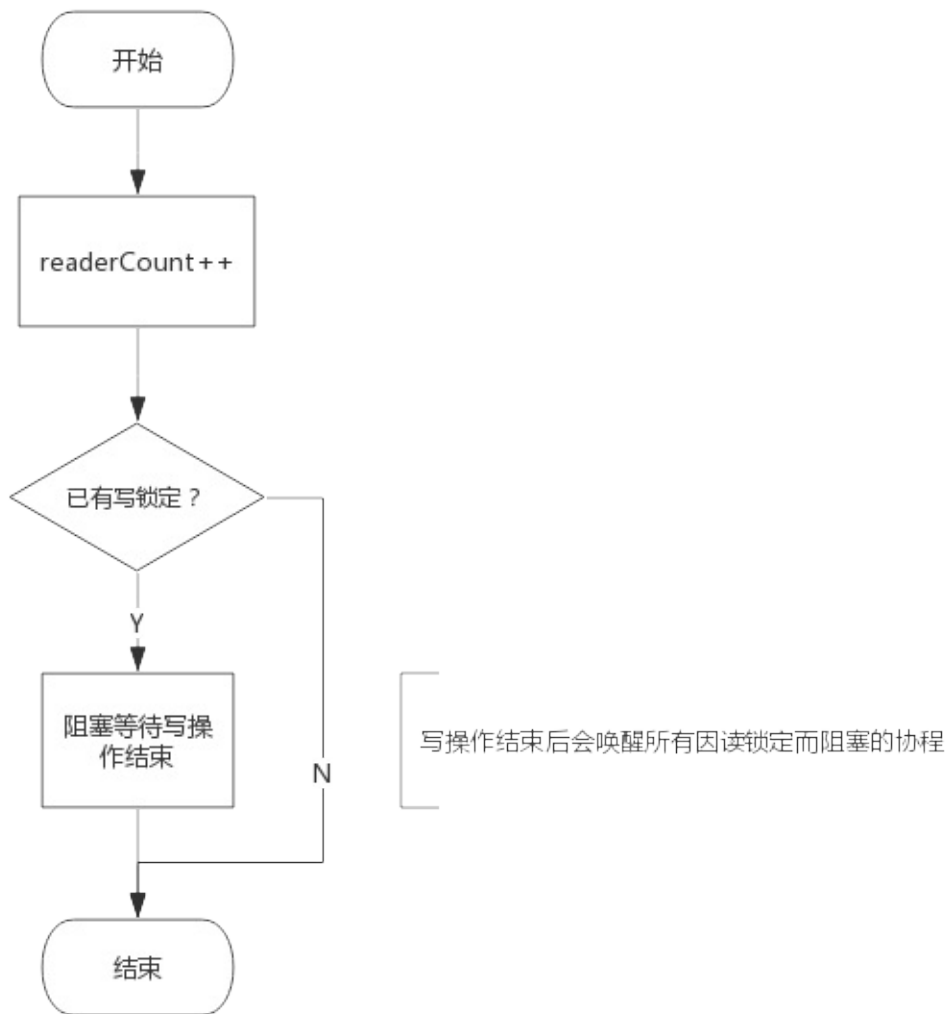 开始
readerCount++
已有写锁定？
Y
阻塞等待写操
作结束
写操作结束后会唤醒所有因读锁定而阻塞的协程
N
结束